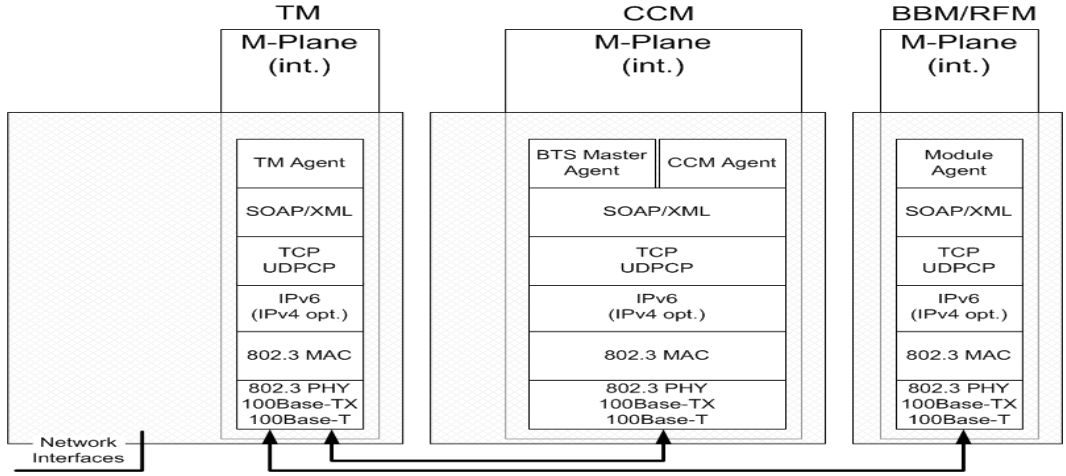 TM
M-Plane
(int.)
TM Agent
SOAP/XML
TCP
UDPCP
IPv6
(IPv4 opt.)
802.3 MAC
802.3 PHY
100Base-TX
100Base-T
Network
Interfaces
CCM
M-Plane
(int.)
BTS Master
Agent
CCM Agent
SOAP/XML
TCP
UDPCP
IPv6
(IPv4 opt.)
802.3 MAC
802.3 PHY
100Base-TX
100Base-T
BBM/RFM
M-Plane
(int.)
Module
Agent
SOAP/XML
TCP
UDPCP
IPv6
(IPv4 opt.)
802.3 MAC
802.3 PHY
100Base-TX
100Base-T